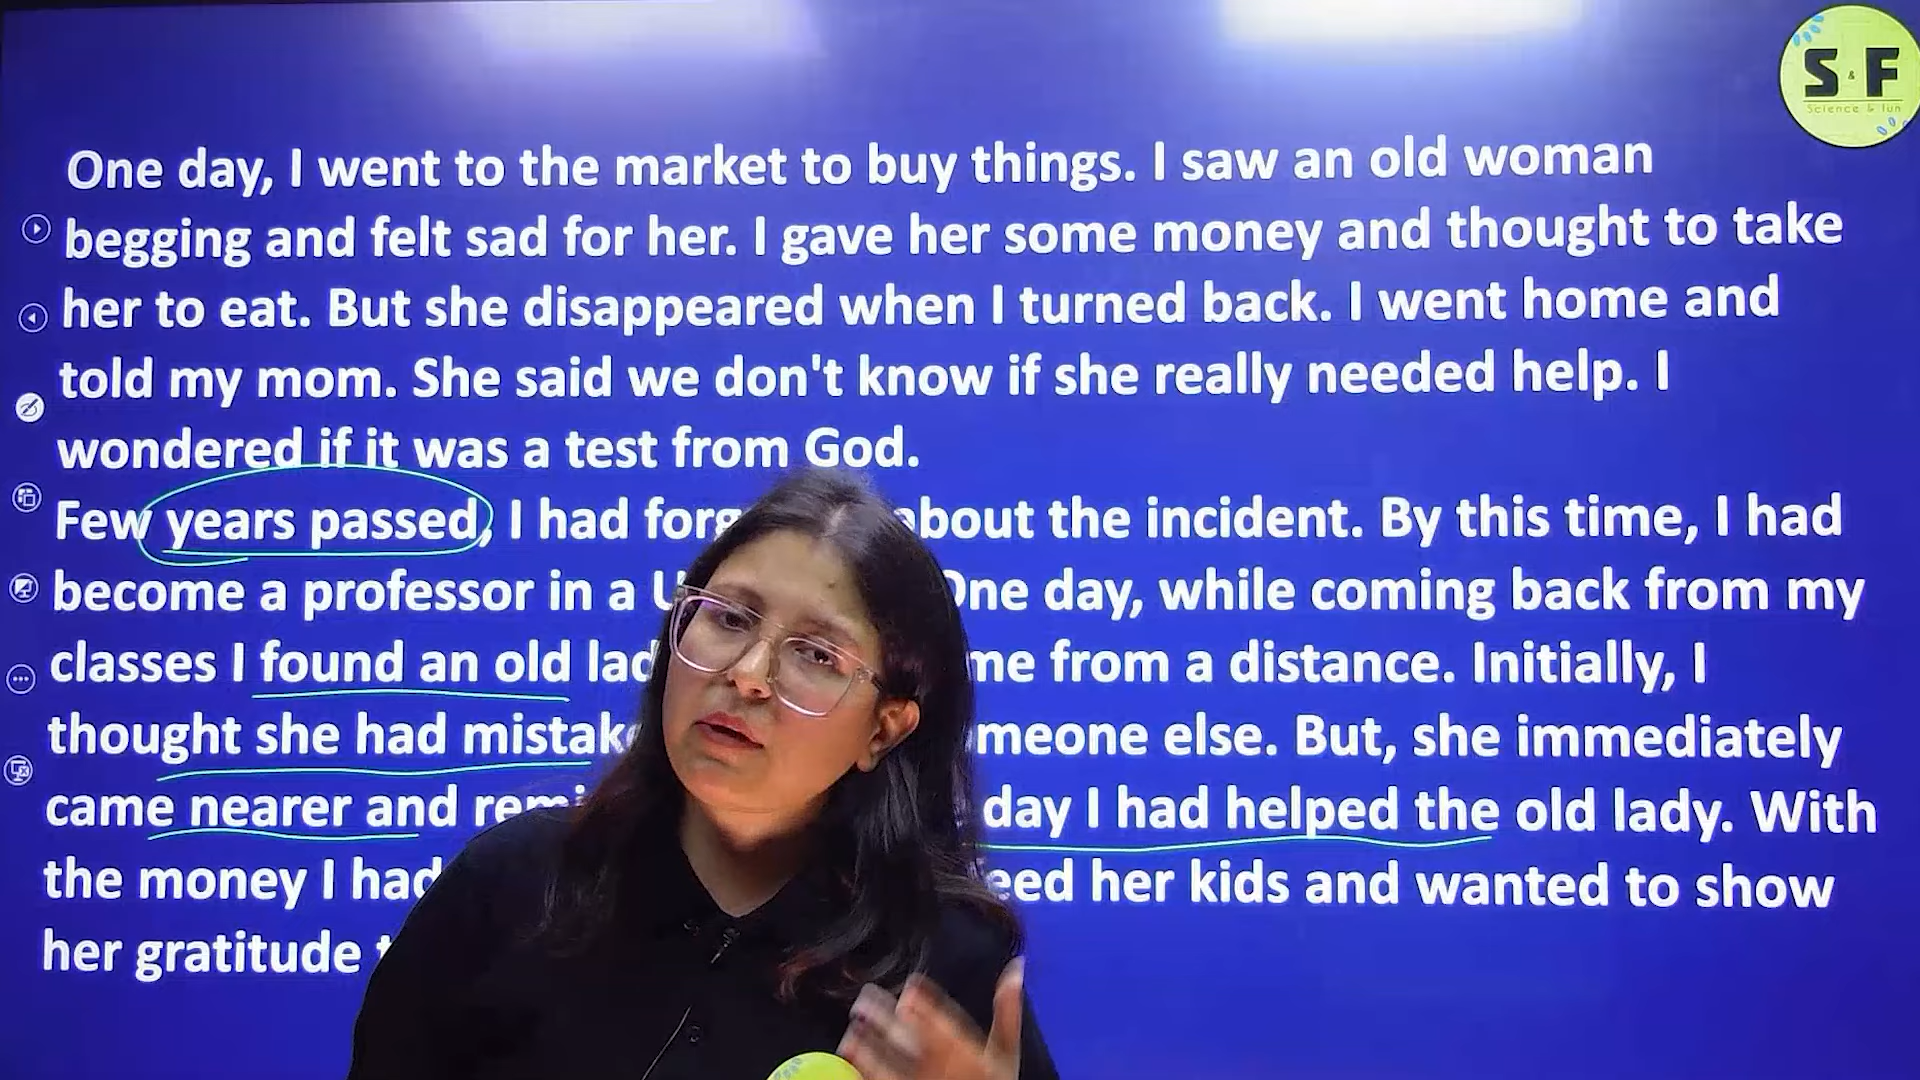 S & F
Science & fun
One day, I went to the market to buy things. I saw an old woman
begging and felt sad for her. I gave her some money and thought to take
her to eat. But she disappeared when I turned back. I went home and
told my mom. She said we don't know if she really needed help. I
wondered if it was a test from God.
Few years passed, I had about the incident. By this time, I had
become a professor in a One day, while coming back from my
classes I found an old me from a distance. Initially, I
thought she had else. But, she immediately
came nearer and day I had helped the old lady. With
the money I had her kids and wanted to show
her gratitude